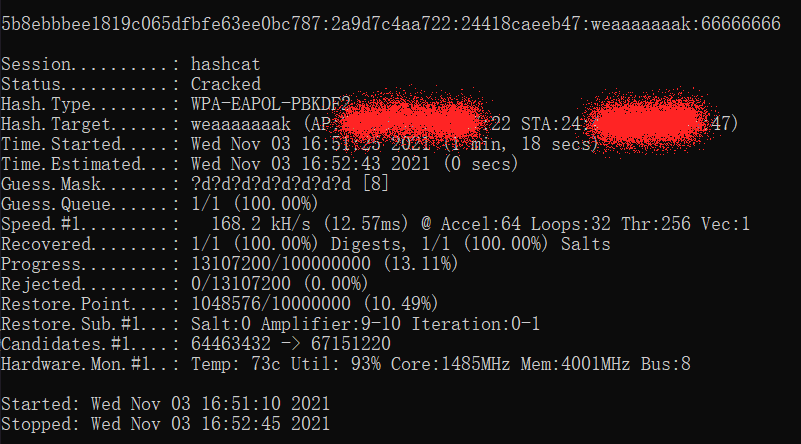 5b8ebbbee1819c065dfbfe63ee0bc787:2a9d7c4aa722:24418caeeb47:weaaaaaaak:66666666
Session..........: hashcat
Status...........: Cracked
Hash.Type........: WPA-EAPOL-PBKDF2
Hash.Target......: weaaaaaaak (AP 22 STA:24: 47)
Time.Started.....: Wed Nov 03 16:51:25 2021 (1 min, 18 secs)
Time.Estimated...: Wed Nov 03 16:52:43 2021 (0 secs)
Guess.Mask.......: ?d?d?d?d?d?d?d?d [8]
Guess.Queue......: 1/1 (100.00%)
Speed.#1.........:   168.2 kH/s (12.57ms) @ Accel:64 Loops:32 Thr:256 Vec:1
Recovered........: 1/1 (100.00%) Digests, 1/1 (100.00%) Salts
Progress.........: 13107200/100000000 (13.11%)
Rejected.........: 0/13107200 (0.00%)
Restore.Point....: 1048576/10000000 (10.49%)
Restore.Sub.#1...: Salt:0 Amplifier:9-10 Iteration:0-1
Candidates.#1....: 64463432 -> 67151220
Hardware.Mon.#1..: Temp: 73c Util: 93% Core:1485MHz Mem:4001MHz Bus:8
Started: Wed Nov 03 16:51:10 2021
Stopped: Wed Nov 03 16:52:45 2021